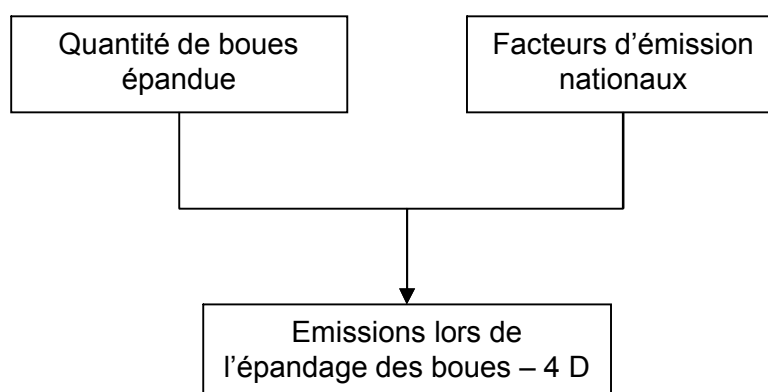 Quantité de boues
épandue
Facteurs d’émission
nationaux
Emissions lors de
l’épandage des boues – 4 D